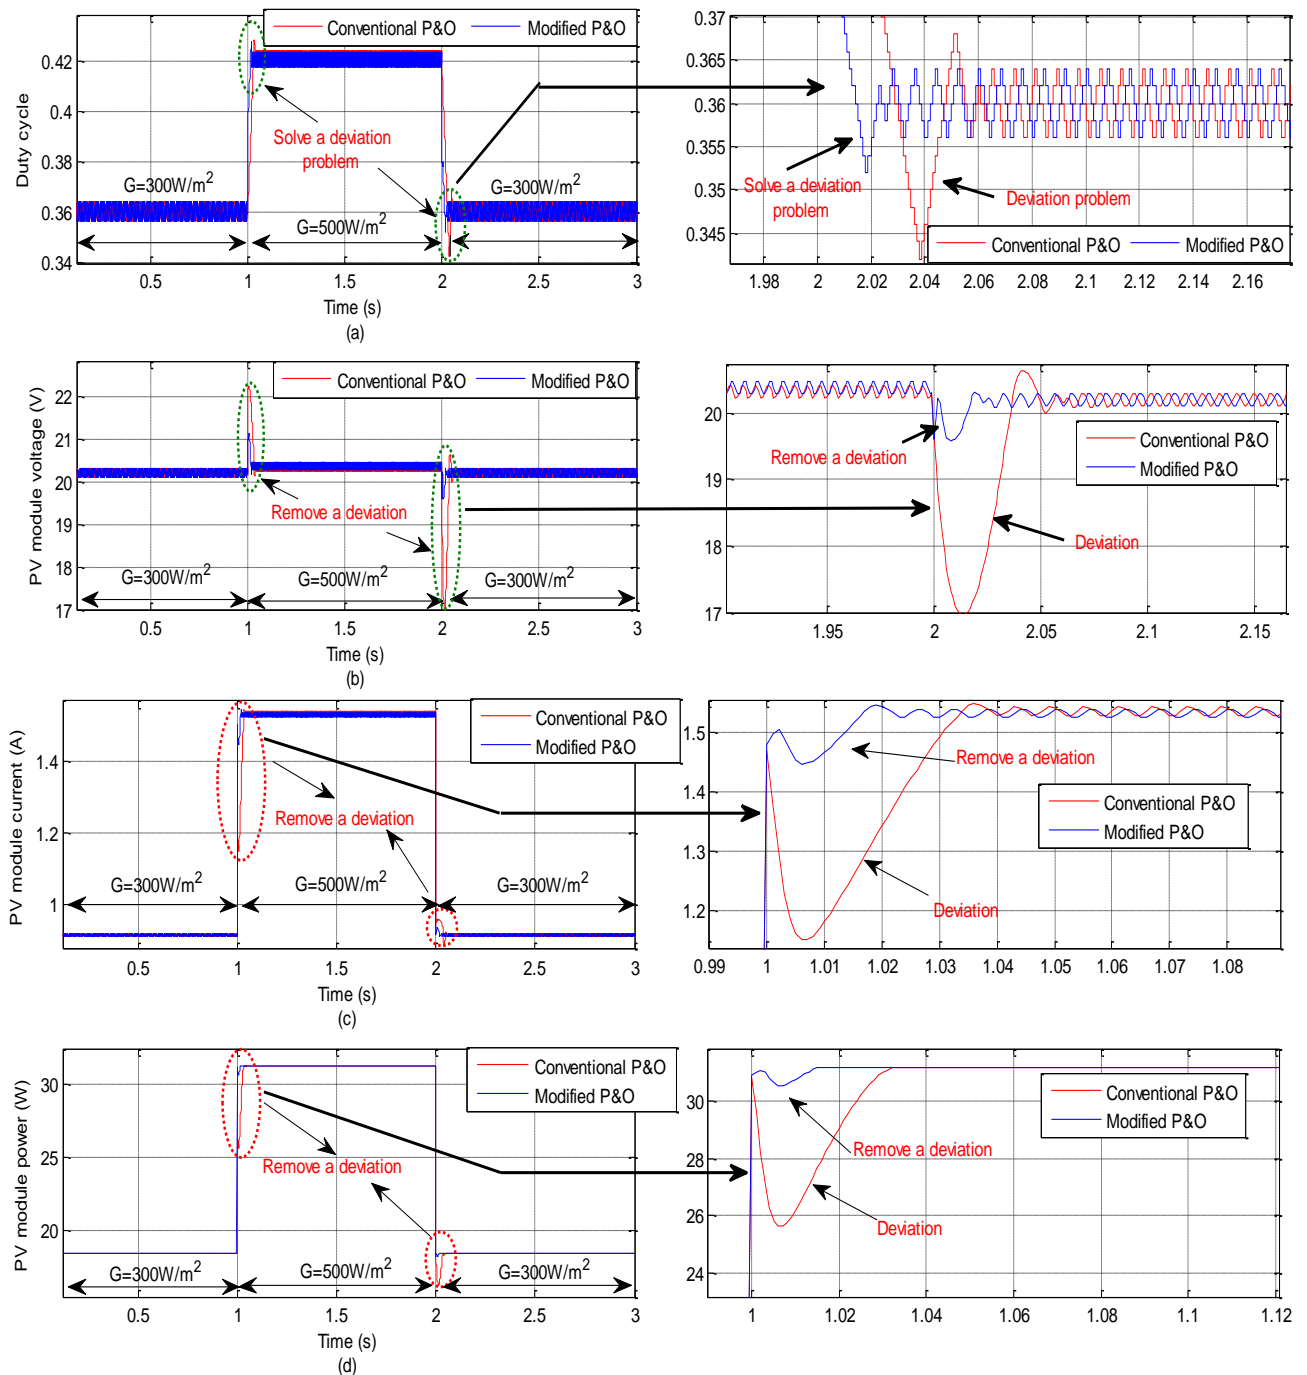 Conventional P&O
Modified P&O
0.42
0.4
0.38
0.36
0.34
Duty cycle
Solve a deviation
problem
G=300W/m2
G=500W/m2
G=300W/m2
0.5
1
1.5
2
2.5
3
Time (s)
(a)
0.37
0.365
0.36
0.355
0.35
0.345
Solve a deviation
problem
Deviation problem
Conventional P&O
Modified P&O
1.98
2
2.02
2.04
2.06
2.08
2.1
2.12
2.14
2.16
Conventional P&O
Modified P&O
22
21
20
19
18
17
PV module voltage (V)
Remove a deviation
G=300W/m2
G=500W/m2
G=300W/m2
0.5
1
1.5
2
2.5
3
Time (s)
(b)
20
19
18
17
Conventional P&O
Modified P&O
Remove a deviation
Deviation
1.95
2
2.05
2.1
2.15
Conventional P&O
Modified P&O
1.4
1.2
1
PV module current (A)
Remove a deviation
G=300W/m2
G=500W/m2
G=300W/m2
0.5
1
1.5
2
2.5
3
Time (s)
(c)
1.5
1.4
1.3
1.2
Remove a deviation
Conventional P&O
Modified P&O
Deviation
0.99
1
1.01
1.02
1.03
1.04
1.05
1.06
1.07
1.08
Conventional P&O
Modified P&O
30
25
20
PV module power (W)
Remove a deviation
G=300W/m2
G=500W/m2
G=300W/m2
0.5
1
1.5
2
2.5
3
Time (s)
(d)
30
28
26
24
Conventional P&O
Modified P&O
Remove a deviation
Deviation
1
1.02
1.04
1.06
1.08
1.1
1.12